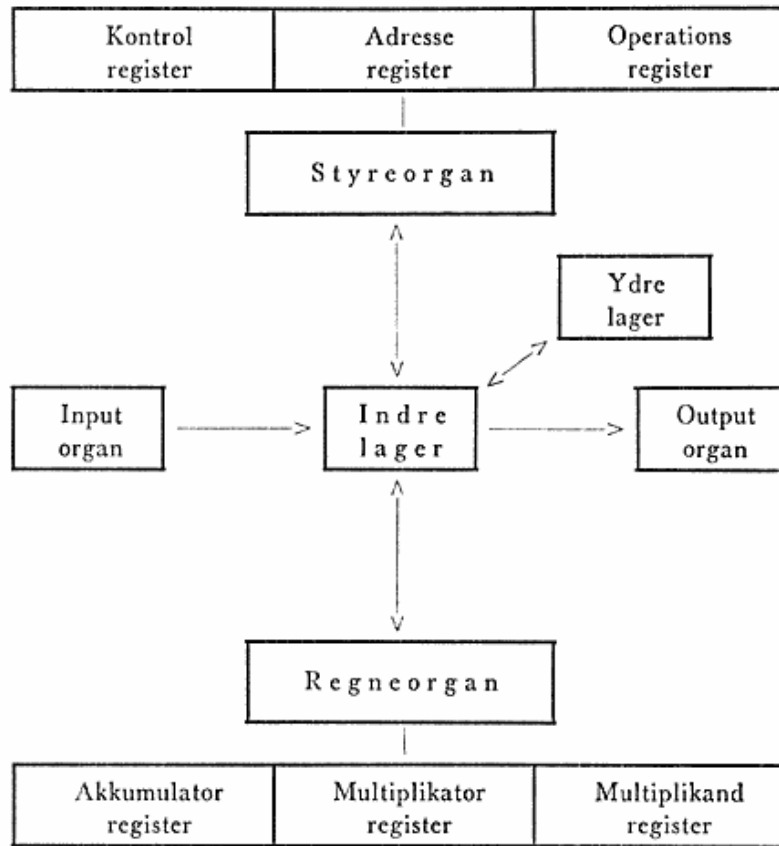 Kontrol register
Adresse register
Operations register
Styreorgan
Ydre
lager
Input
organ
Indre
lager
Output
organ
Regneorgan
Akkumulator register
Multiplikator register
Multiplikand register